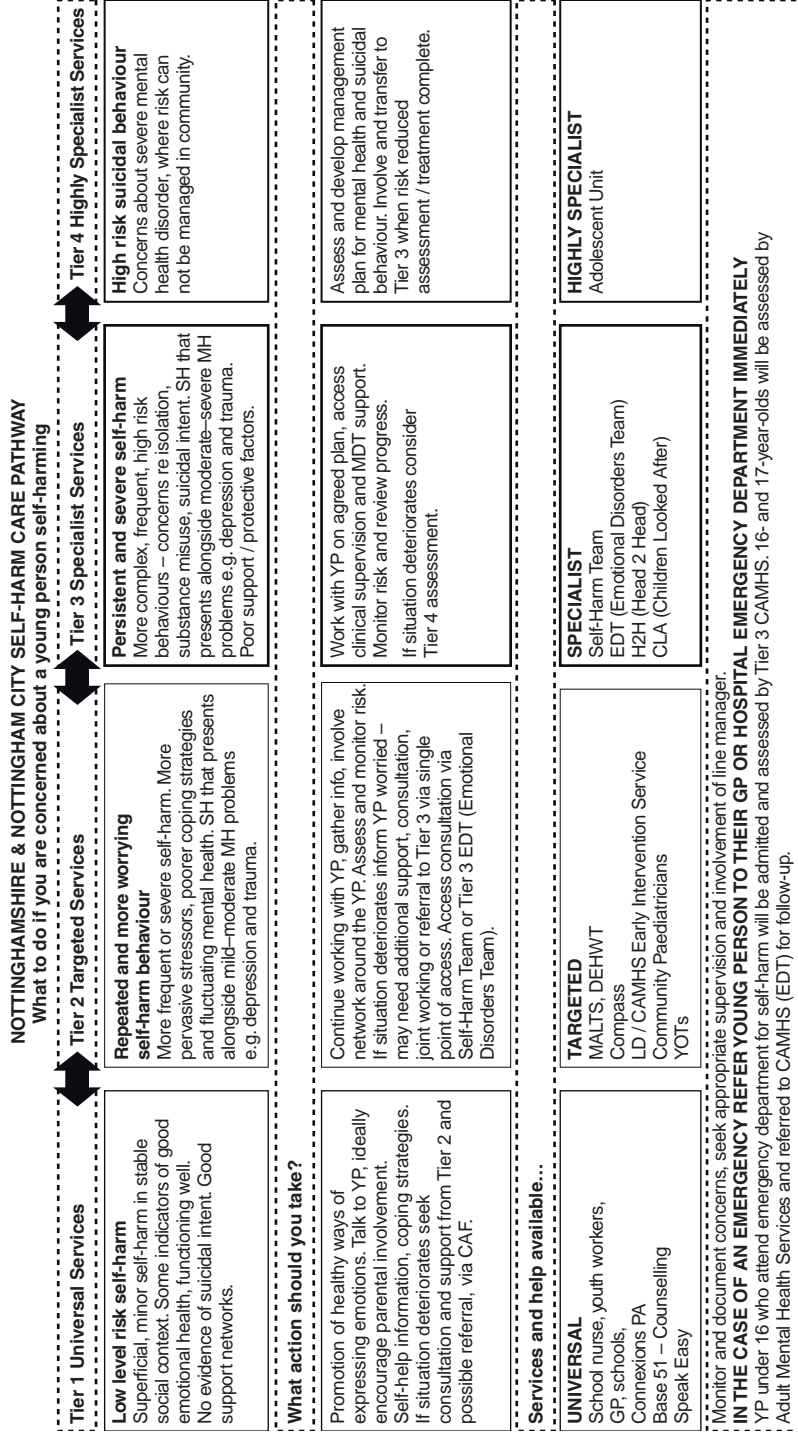 NOTTINGHAMSHIRE & NOTTINGHAM CITY SELF-HARM CARE PATHWAY
What to do if you are concerned about a young person self-harming
Tier 1 Universal Services
Tier 2 Targeted Services
Tier 3 Specialist Services
Tier 4 Highly Specialist Services
Low level risk self-harm
Superficial, minor self-harm in stable
social context. Some indicators of good
emotional health, functioning well.
No evidence of suicidal intent. Good
support networks.
Repeated and more worrying
self-harm behaviour
More frequent or severe self-harm. More
pervasive stressors, poorer coping strategies
and fluctuating mental health. SH that presents
alongside mild–moderate MH problems
e.g. depression and trauma.
Persistent and severe self-harm
More complex, frequent, high risk
behaviours – concerns re isolation,
substance misuse, suicidal intent. SH that
presents alongside moderate–severe MH
problems e.g. depression and trauma.
Poor support / protective factors.
High risk suicidal behaviour
Concerns about severe mental
health disorder, where risk can
not be managed in community.
What action should you take?
Promotion of healthy ways of
expressing emotions. Talk to YP, ideally
encourage parental involvement.
Self-help information, coping strategies.
If situation deteriorates seek
consultation and support from Tier 2 and
possible referral, via CAF.
Continue working with YP, gather info, involve
network around the YP. Assess and monitor risk.
If situation deteriorates inform YP worried –
may need additional support, consultation,
joint working or referral to Tier 3 via single
point of access. Access consultation via
Self-Harm Team or Tier 3 EDT (Emotional
Disorders Team).
Work with YP on agreed plan, access
clinical supervision and MDT support.
Monitor risk and review progress.
If situation deteriorates consider
Tier 4 assessment.
Assess and develop management
plan for mental health and suicidal
behaviour. Involve and transfer to
Tier 3 when risk reduced
assessment / treatment complete.
Services and help available...
UNIVERSAL
School nurse, youth workers,
GP, schools,
Connexions PA
Base 51 – Counselling
Speak Easy
TARGETED
MALTS, DEHWT
Compass
LD / CAMHS Early Intervention Service
Community Paediatricians
YOTs
SPECIALIST
Self-Harm Team
EDT (Emotional Disorders Team)
H2H (Head 2 Head)
CLA (Children Looked After)
HIGHLY SPECIALIST
Adolescent Unit
Monitor and document concerns, seek appropriate supervision and involvement of line manager.
IN THE CASE OF AN EMERGENCY REFER YOUNG PERSON TO THEIR GP OR HOSPITAL EMERGENCY DEPARTMENT IMMEDIATELY
YP under 16 who attend emergency department for self-harm will be admitted and assessed by Tier 3 CAMHS. 16- and 17-year-olds will be assessed by
Adult Mental Health Services and referred to CAMHS (EDT) for follow-up.